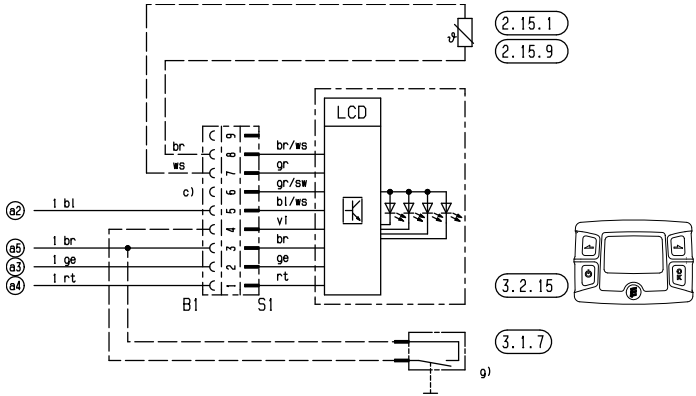 2.15.1
2.15.9
LCD
9
br 8 br/ws
ws 7 gr
c) 6 gr/sw
a2 1 bl 5 bl/ws
4 vi
a5 1 br 3 br
a3 1 ge 2 ge
a4 1 rt 1 rt
B1 S1
3.2.15
3.1.7
g)